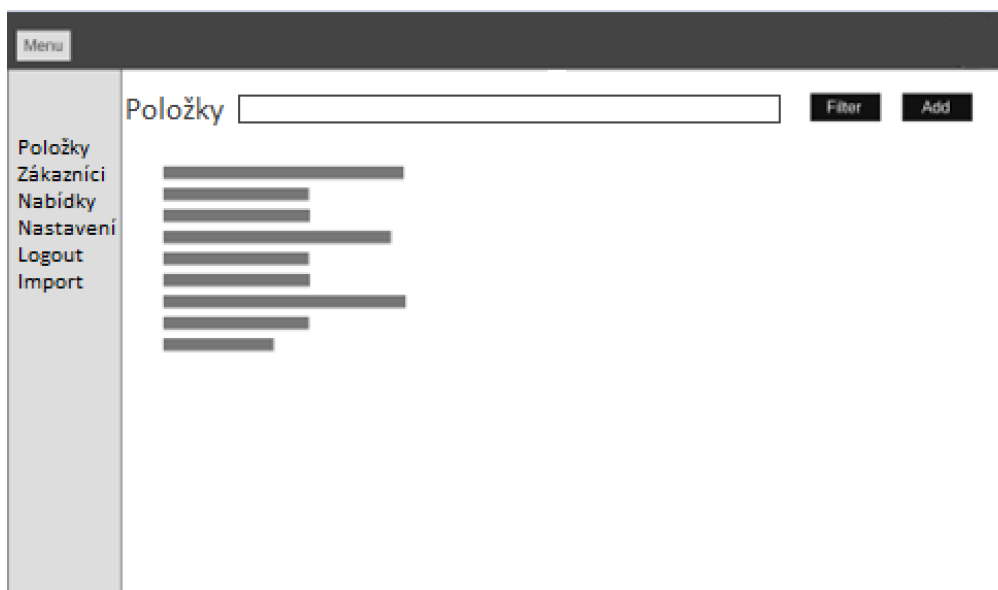 Menu
Položky
Filter
Add
Položky
Zákazníci
Nabídky
Nastavení
Logout
Import